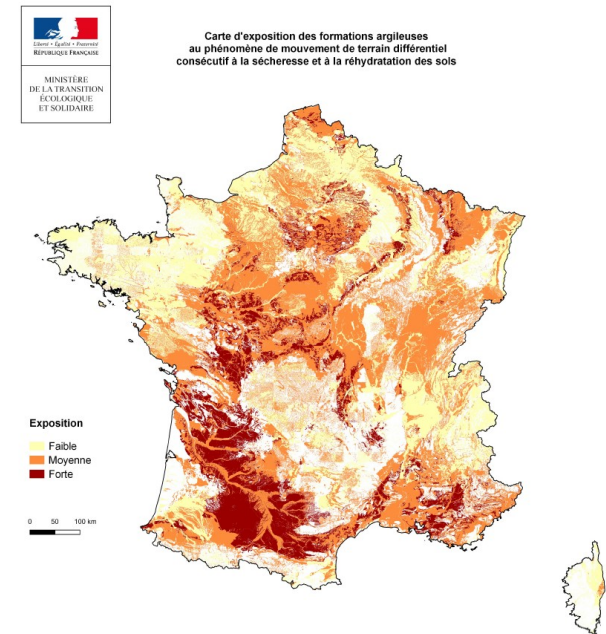 Liberté • Égalité • Fraternité
RÉPUBLIQUE FRANÇAISE
MINISTÈRE
DE LA TRANSITION
ÉCOLOGIQUE
ET SOLIDAIRE
Carte d'exposition des formations argileuses
au phénomène de mouvement de terrain différentiel
consécutif à la sécheresse et à la réhydratation des sols
Exposition
Faible
Moyenne
Forte
0 50 100 km